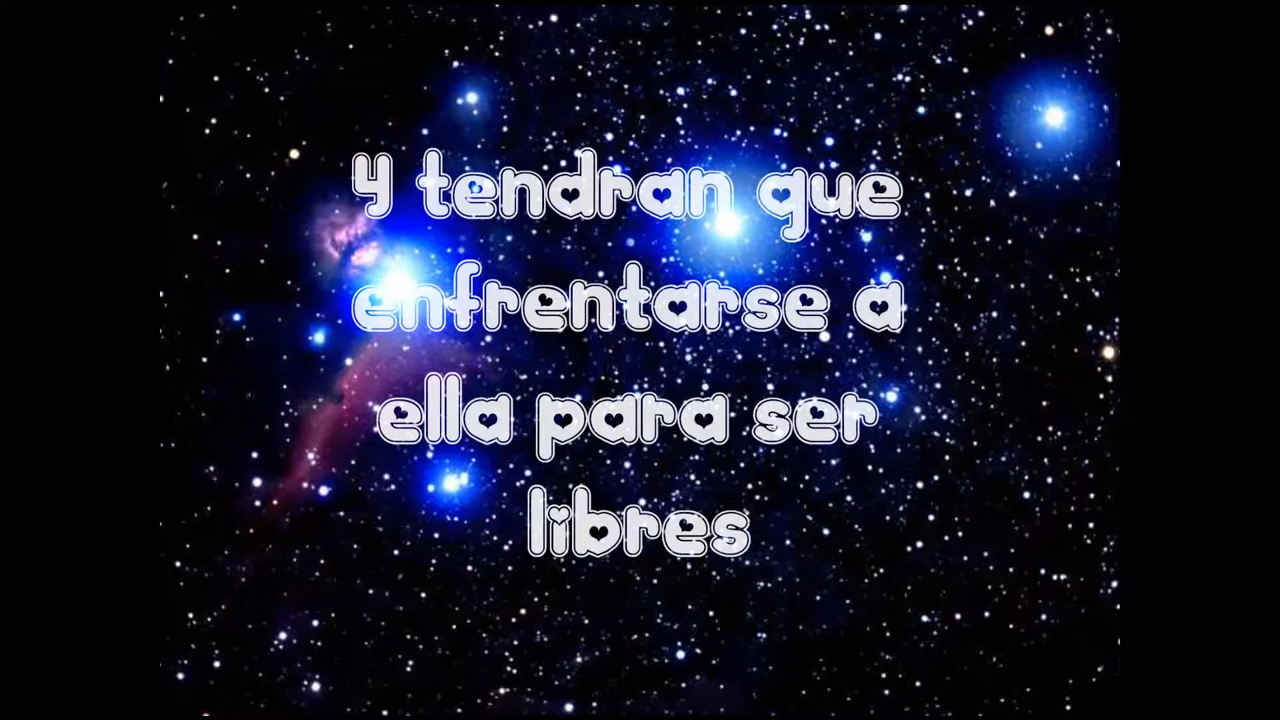 y tendran que
enfrentarse a
ella para ser
libres